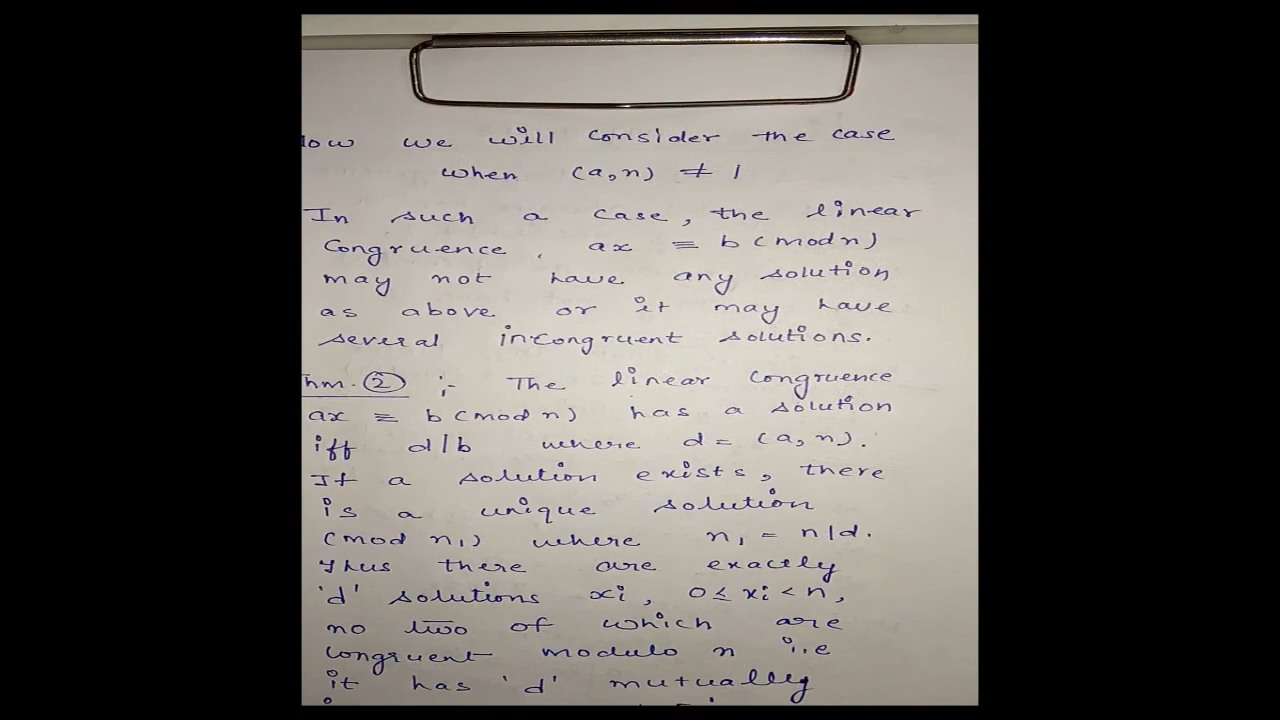 Now we will consider the case
when (a,n) ≠ 1
In such a case, the linear
Congruence, ax ≡ b (mod n)
may not have any solution
as above or it may have
several incongruent solutions.
Thm. ② :- The linear congruence
ax ≡ b (mod n) has a solution
iff d/b where d = (a,n).
If a solution exists, there
is a unique solution
(mod n₁) where n₁ = n/d.
Thus there are exactly
'd' solutions xi, 0 ≤ xi < n,
no two of which are
congruent modulo n i.e
it has 'd' mutually